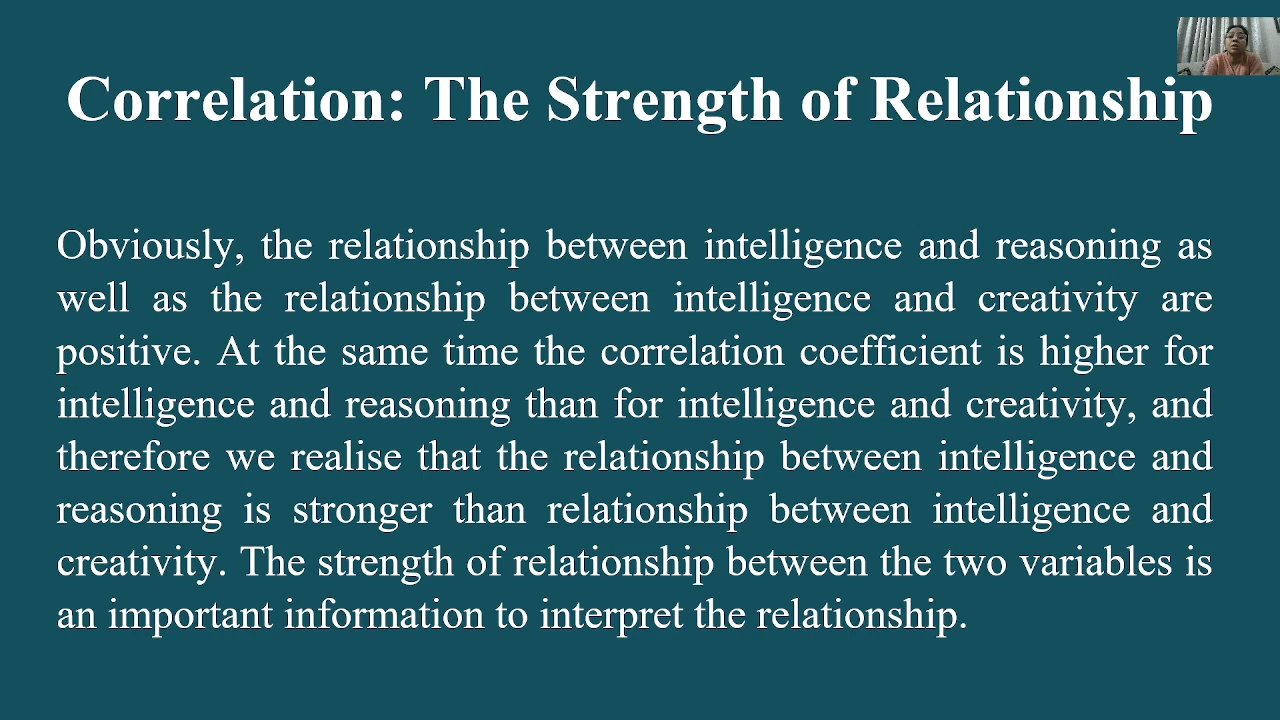 Correlation: The Strength of Relationship
Obviously, the relationship between intelligence and reasoning as
well as the relationship between intelligence and creativity are
positive. At the same time the correlation coefficient is higher for
intelligence and reasoning than for intelligence and creativity, and
therefore we realise that the relationship between intelligence and
reasoning is stronger than relationship between intelligence and
creativity. The strength of relationship between the two variables is
an important information to interpret the relationship.